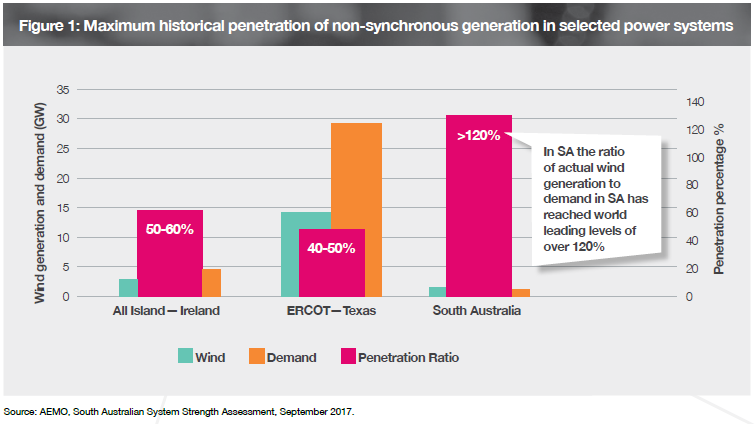 Figure 1: Maximum historical penetration of non-synchronous generation in selected power systems
Wind generation and demand (GW)
35
30
25
20
15
10
5
0
50-60%
40-50%
>120%
In SA the ratio
of actual wind
generation to
demand in SA has
reached world
leading levels of
over 120%
140
120
100
80
60
40
20
0
Penetration percentage %
All Island — Ireland
ERCOT — Texas
South Australia
Wind
Demand
Penetration Ratio
Source: AEMO, South Australian System Strength Assessment, September 2017.